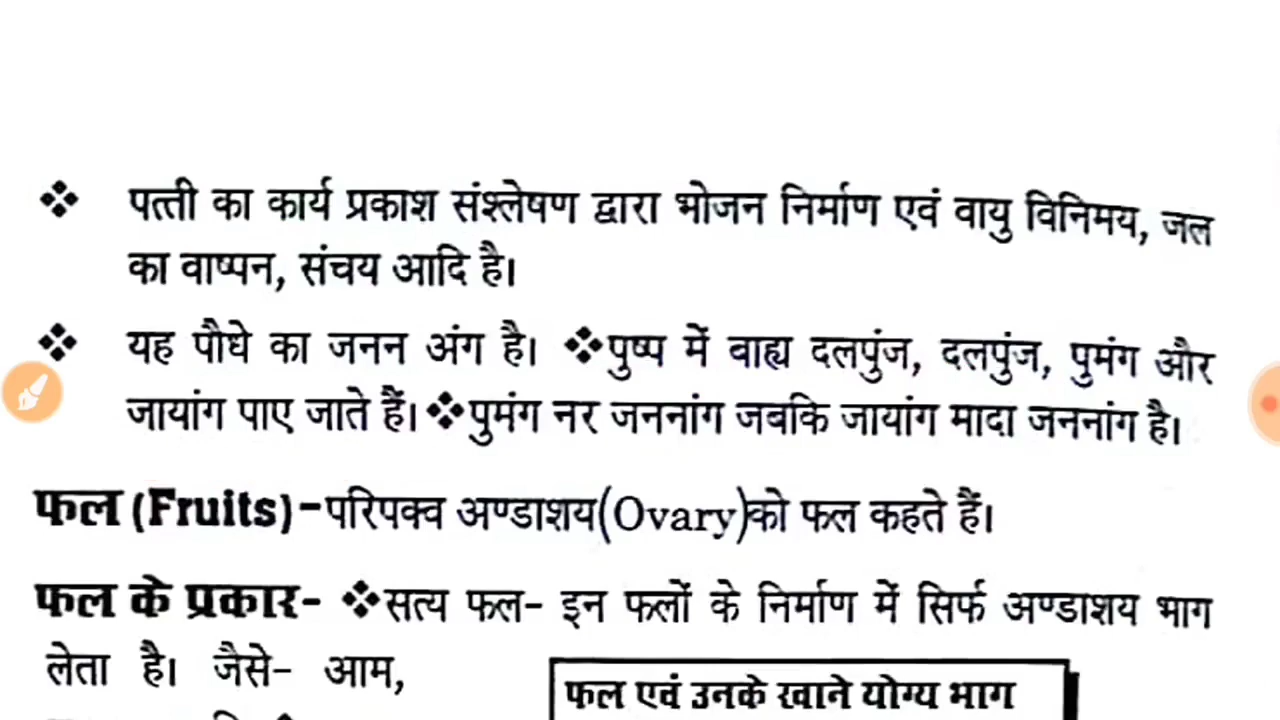 ❖ पत्ती का कार्य प्रकाश संश्लेषण द्वारा भोजन निर्माण एवं वायु विनिमय, जल
का वाष्पन, संचय आदि है।
❖ यह पौधे का जनन अंग है। ❖पुष्प में वाह्य दलपुंज, दलपुंज, पुमंग और
जायांग पाए जाते हैं। ❖पुमंग नर जननांग जबकि जायांग मादा जननांग है।
फल (Fruits)-परिपक्व अण्डाशय(Ovary)को फल कहते हैं।
फल के प्रकार- ❖सत्य फल- इन फलों के निर्माण में सिर्फ अण्डाशय भाग
लेता है। जैसे- आम,
फल एवं उनके खाने योग्य भाग